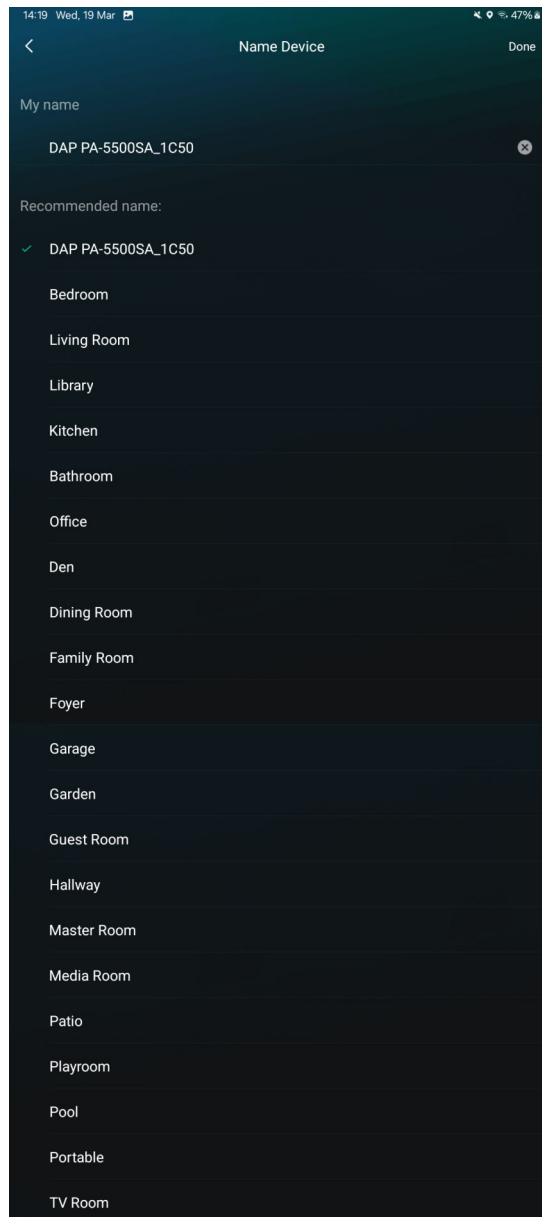 14:19 Wed, 19 Mar 47%
Name Device Done
My name
DAP PA-5500SA_1C50
Recommended name:
DAP PA-5500SA_1C50
Bedroom
Living Room
Library
Kitchen
Bathroom
Office
Den
Dining Room
Family Room
Foyer
Garage
Garden
Guest Room
Hallway
Master Room
Media Room
Patio
Playroom
Pool
Portable
TV Room